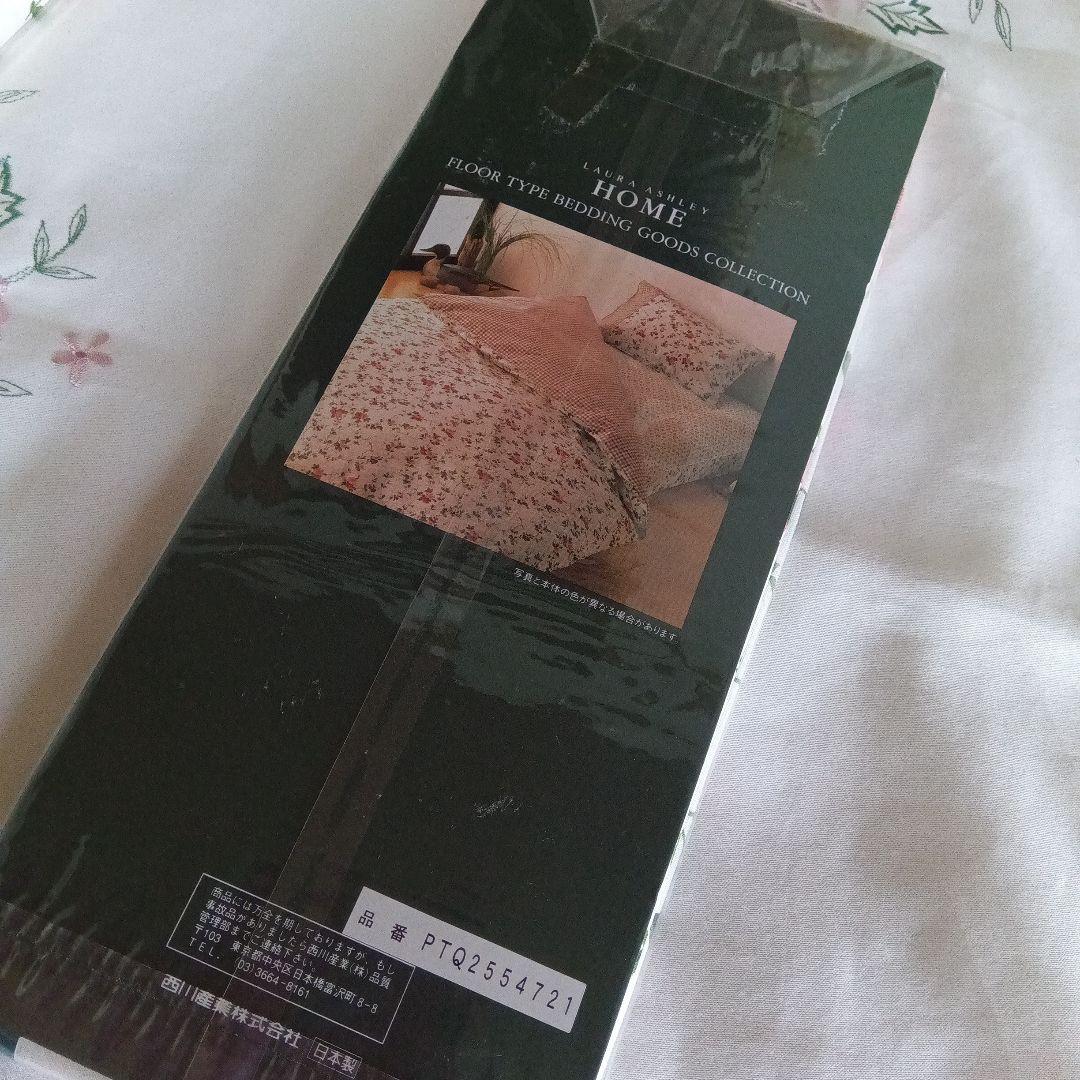 LAURA ASHLEY
HOME
FLOOR TYPE BEDDING GOODS COLLECTION
写真と本体の色が異なる場合があります。
商品には万全を期しておりますが、もし
事故品がありましたら西川産業(株)品質
管理部までご連絡下さい。
〒103 東京都中央区日本橋富沢町8-8
TEL. (03)3664-8161
品番 PTQ2554721
西川産業株式会社 日本製